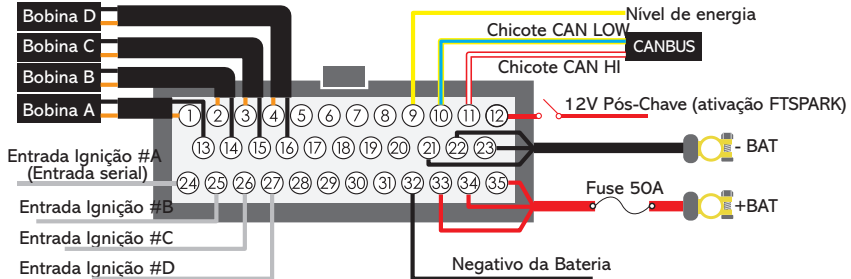 Bobina D
Bobina C
Bobina B
Bobina A
Nível de energia
Chicote CAN LOW
CANBUS
Chicote CAN HI
12V Pós-Chave (ativação FTSPARK)
1 2 3 4 5 6 7 8 9 10 11 12
13 14 15 16 17 18 19 20 21 22 23
- BAT
24 25 26 27 28 29 30 31 32 33 34 35
Entrada Ignição #A
(Entrada serial)
Entrada Ignição #B
Entrada Ignição #C
Entrada Ignição #D
Fuse 50A
+BAT
Negativo da Bateria